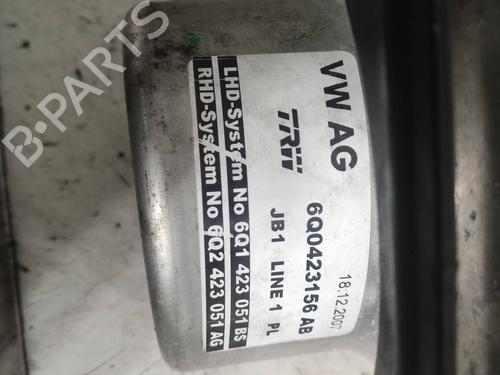 VW AG
TRW
6Q0423156 AB
18.12.2007
JB1 LINE 1 PL
LHD-System No 6Q1 423 051 BS
RHD-System No 6Q2 423 051 AG
B-PARTS